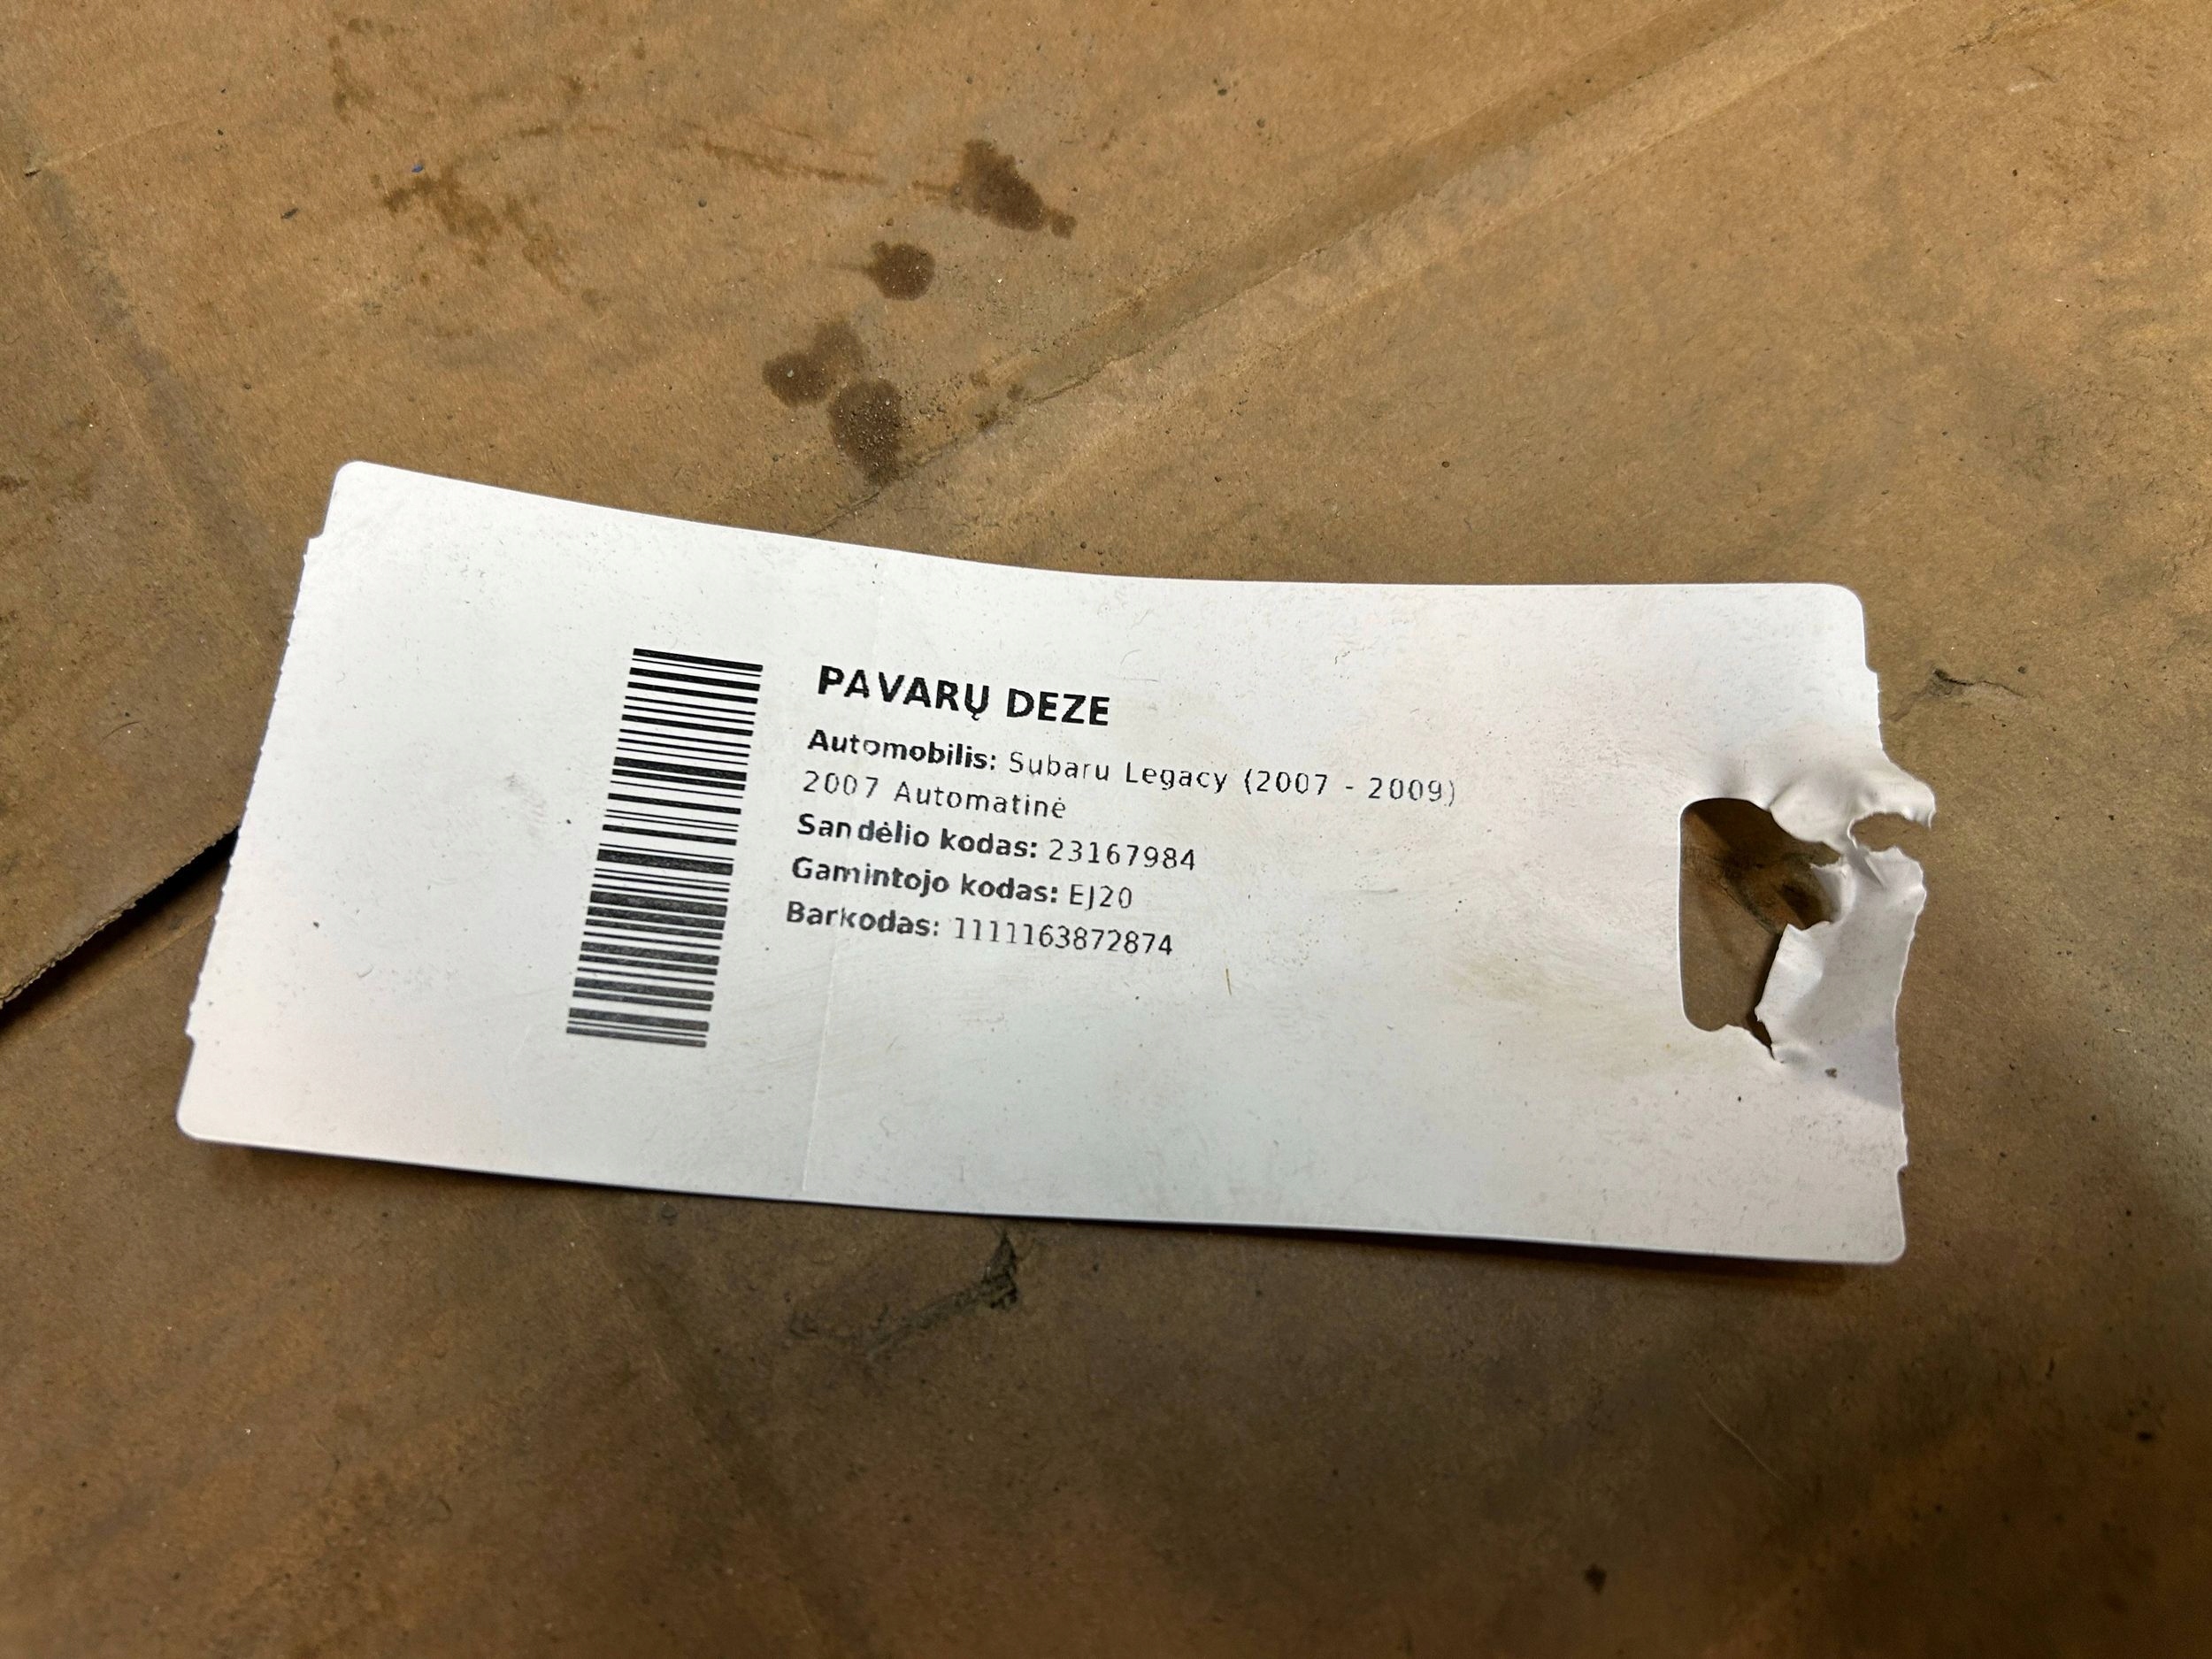 PAVARŲ DEZE
Automobilis: Subaru Legacy (2007 - 2009)
2007 Automatinė
Sandėlio kodas: 23167984
Gamintojo kodas: EJ20
Barkodas: 1111163872874